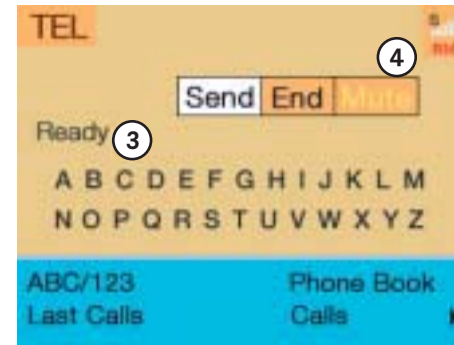 TEL
4
Send End Mute
Ready 3
A B C D E F G H I J K L M
N O P Q R S T U V W X Y Z
ABC/123 Phone Book
Last Calls Calls